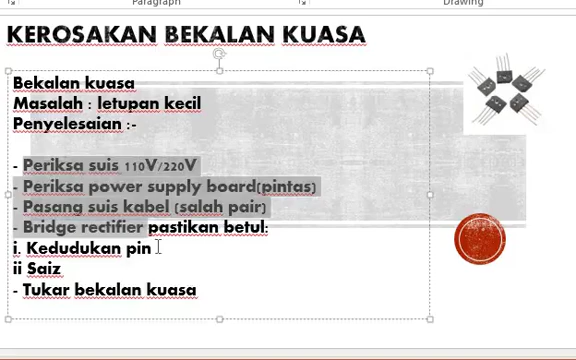 Paragraph
Drawing
KEROSAKAN BEKALAN KUASA
Bekalan kuasa
Masalah : letupan kecil
Penyelesaian :-
- Periksa suis 110V/220V
- Periksa power supply board(pintas)
- Pasang suis kabel (salah pair)
- Bridge rectifier pastikan betul:
i. Kedudukan pin
ii Saiz
- Tukar bekalan kuasa